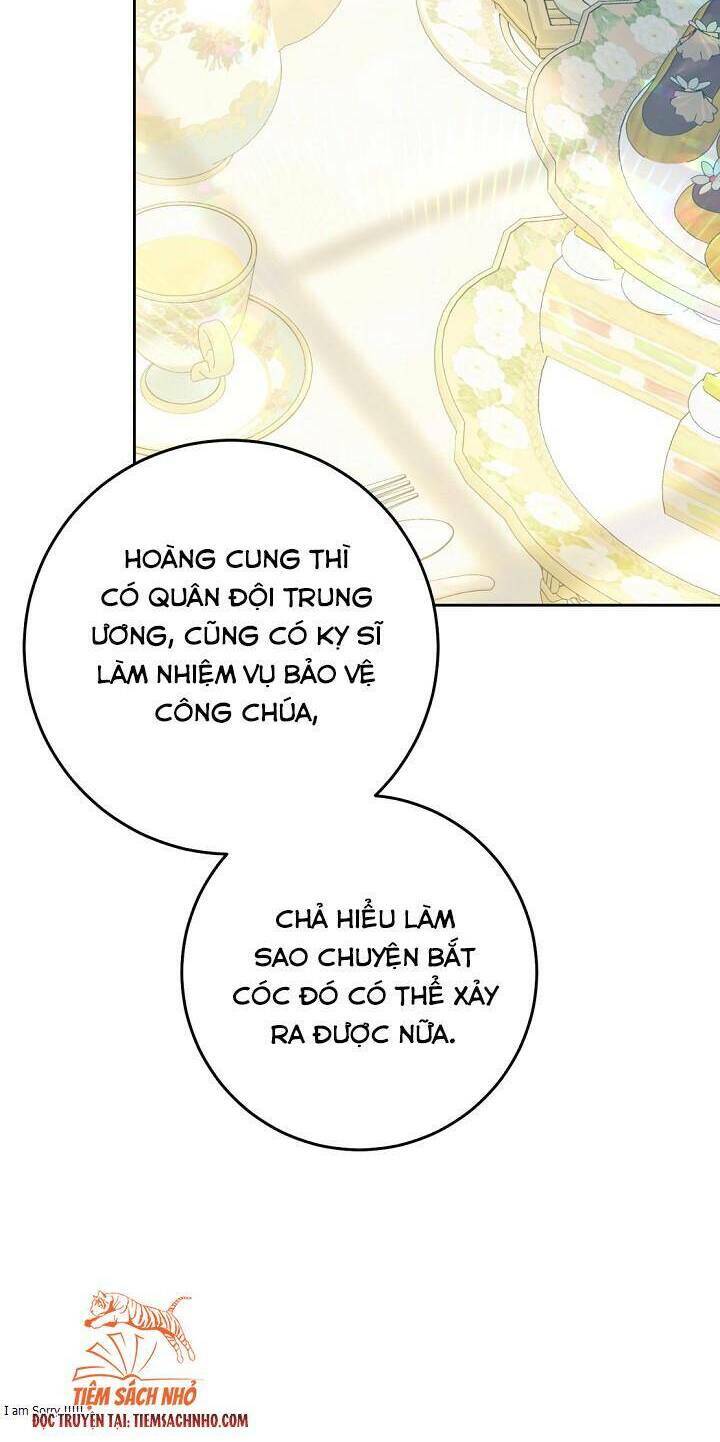 HOÀNG CUNG THÌ
CÓ QUÂN ĐỘI TRUNG
ƯƠNG, CŨNG CÓ KỴ SĨ
LÀM NHIỆM VỤ BẢO VỆ
CÔNG CHÚA,
CHẢ HIỂU LÀM
SAO CHUYỆN BẮT
CÓC ĐÓ CÓ THỂ XẢY
RA ĐƯỢC NỮA.
TIỆM SÁCH NHỎ
I am Sorry !!!!!
ĐỌC TRUYỆN TẠI: TIEMSACHNHO.COM